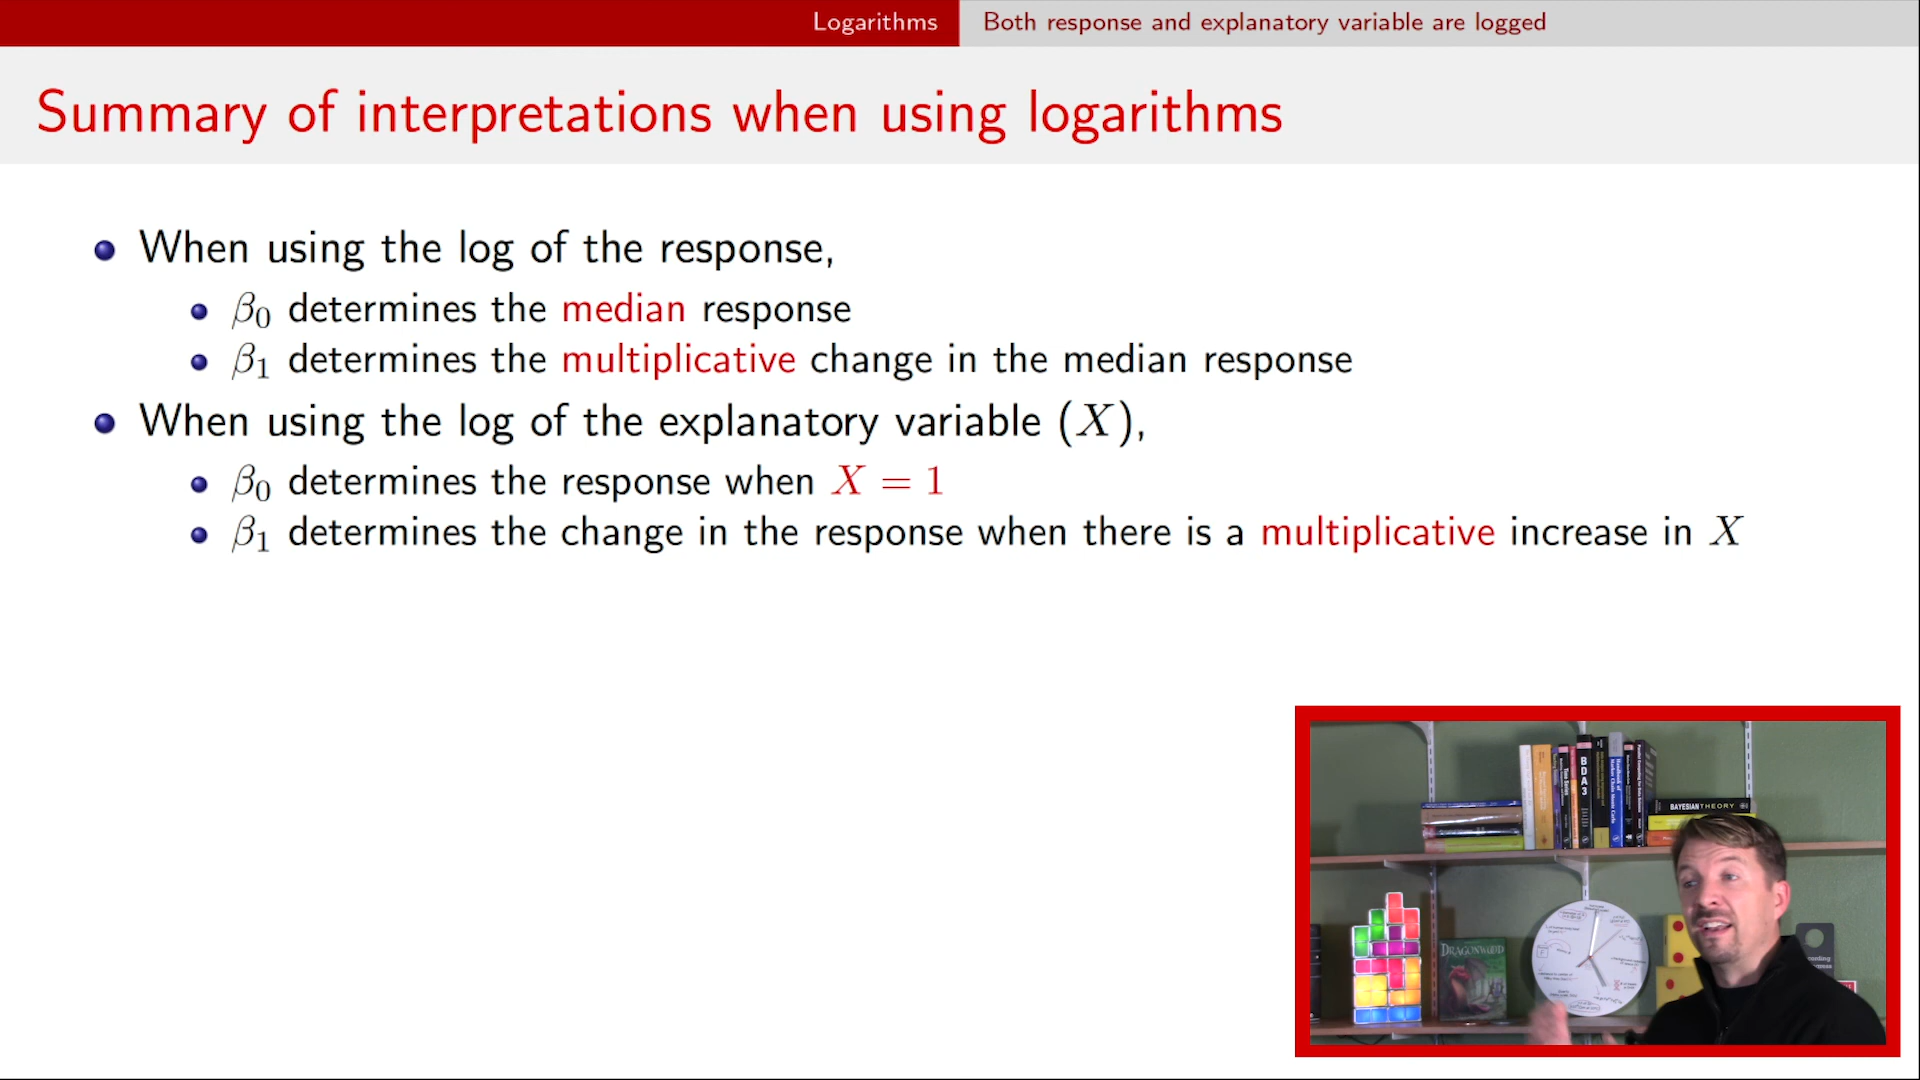 Logarithms
Both response and explanatory variable are logged
Summary of interpretations when using logarithms
When using the log of the response,
β₀ determines the median response
β₁ determines the multiplicative change in the median response
When using the log of the explanatory variable (X),
β₀ determines the response when X = 1
β₁ determines the change in the response when there is a multiplicative increase in X
BDA3
BAYESIAN THEORY
DRAGONWOOD